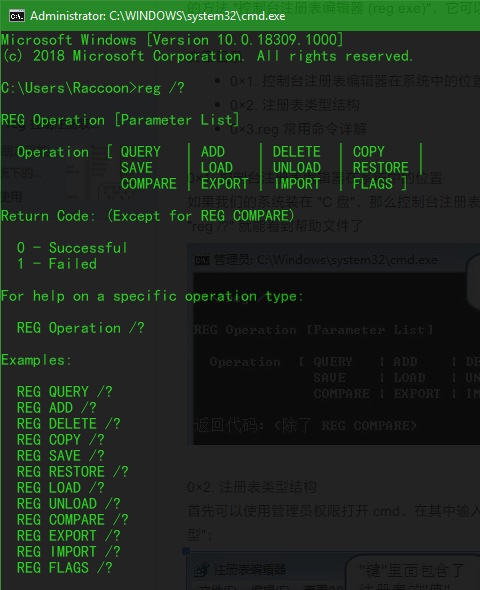 Administrator: C:\WINDOWS\system32\cmd.exe
Microsoft Windows [Version 10.0.18309.1000]
(c) 2018 Microsoft Corporation. All rights reserved.
C:\Users\Raccoon>reg /?
REG Operation [Parameter List]
Operation [ QUERY | ADD | DELETE | COPY |
SAVE | LOAD | UNLOAD | RESTORE |
COMPARE | EXPORT | IMPORT | FLAGS ]
Return Code: (Except for REG COMPARE)
0 - Successful
1 - Failed
For help on a specific operation type:
REG Operation /?
Examples:
REG QUERY /?
REG ADD /?
REG DELETE /?
REG COPY /?
REG SAVE /?
REG RESTORE /?
REG LOAD /?
REG UNLOAD /?
REG COMPARE /?
REG EXPORT /?
REG IMPORT /?
REG FLAGS /?
的方法 "控制台注册表编辑器 (reg exe)"，它可以
0×1. 控制台注册表编辑器在系统中的位置
0×2. 注册表类型结构
0×3.reg 常用命令详解
如果我们的系统装在 "C 盘"，那么控制台注册表
"reg /?" 就能看到帮助文件了
管理员: C:\Windows\system32\cmd.exe
REG Operation [Parameter List]
Operation [ QUERY | ADD | DE
SAVE | LOAD | UN
COMPARE | EXPORT | IM
返回代码: (除了 REG COMPARE)
0×2. 注册表类型结构
首先可以使用管理员权限打开 cmd，在其中输入
型"：
注册表编辑器
"键"里面包含了